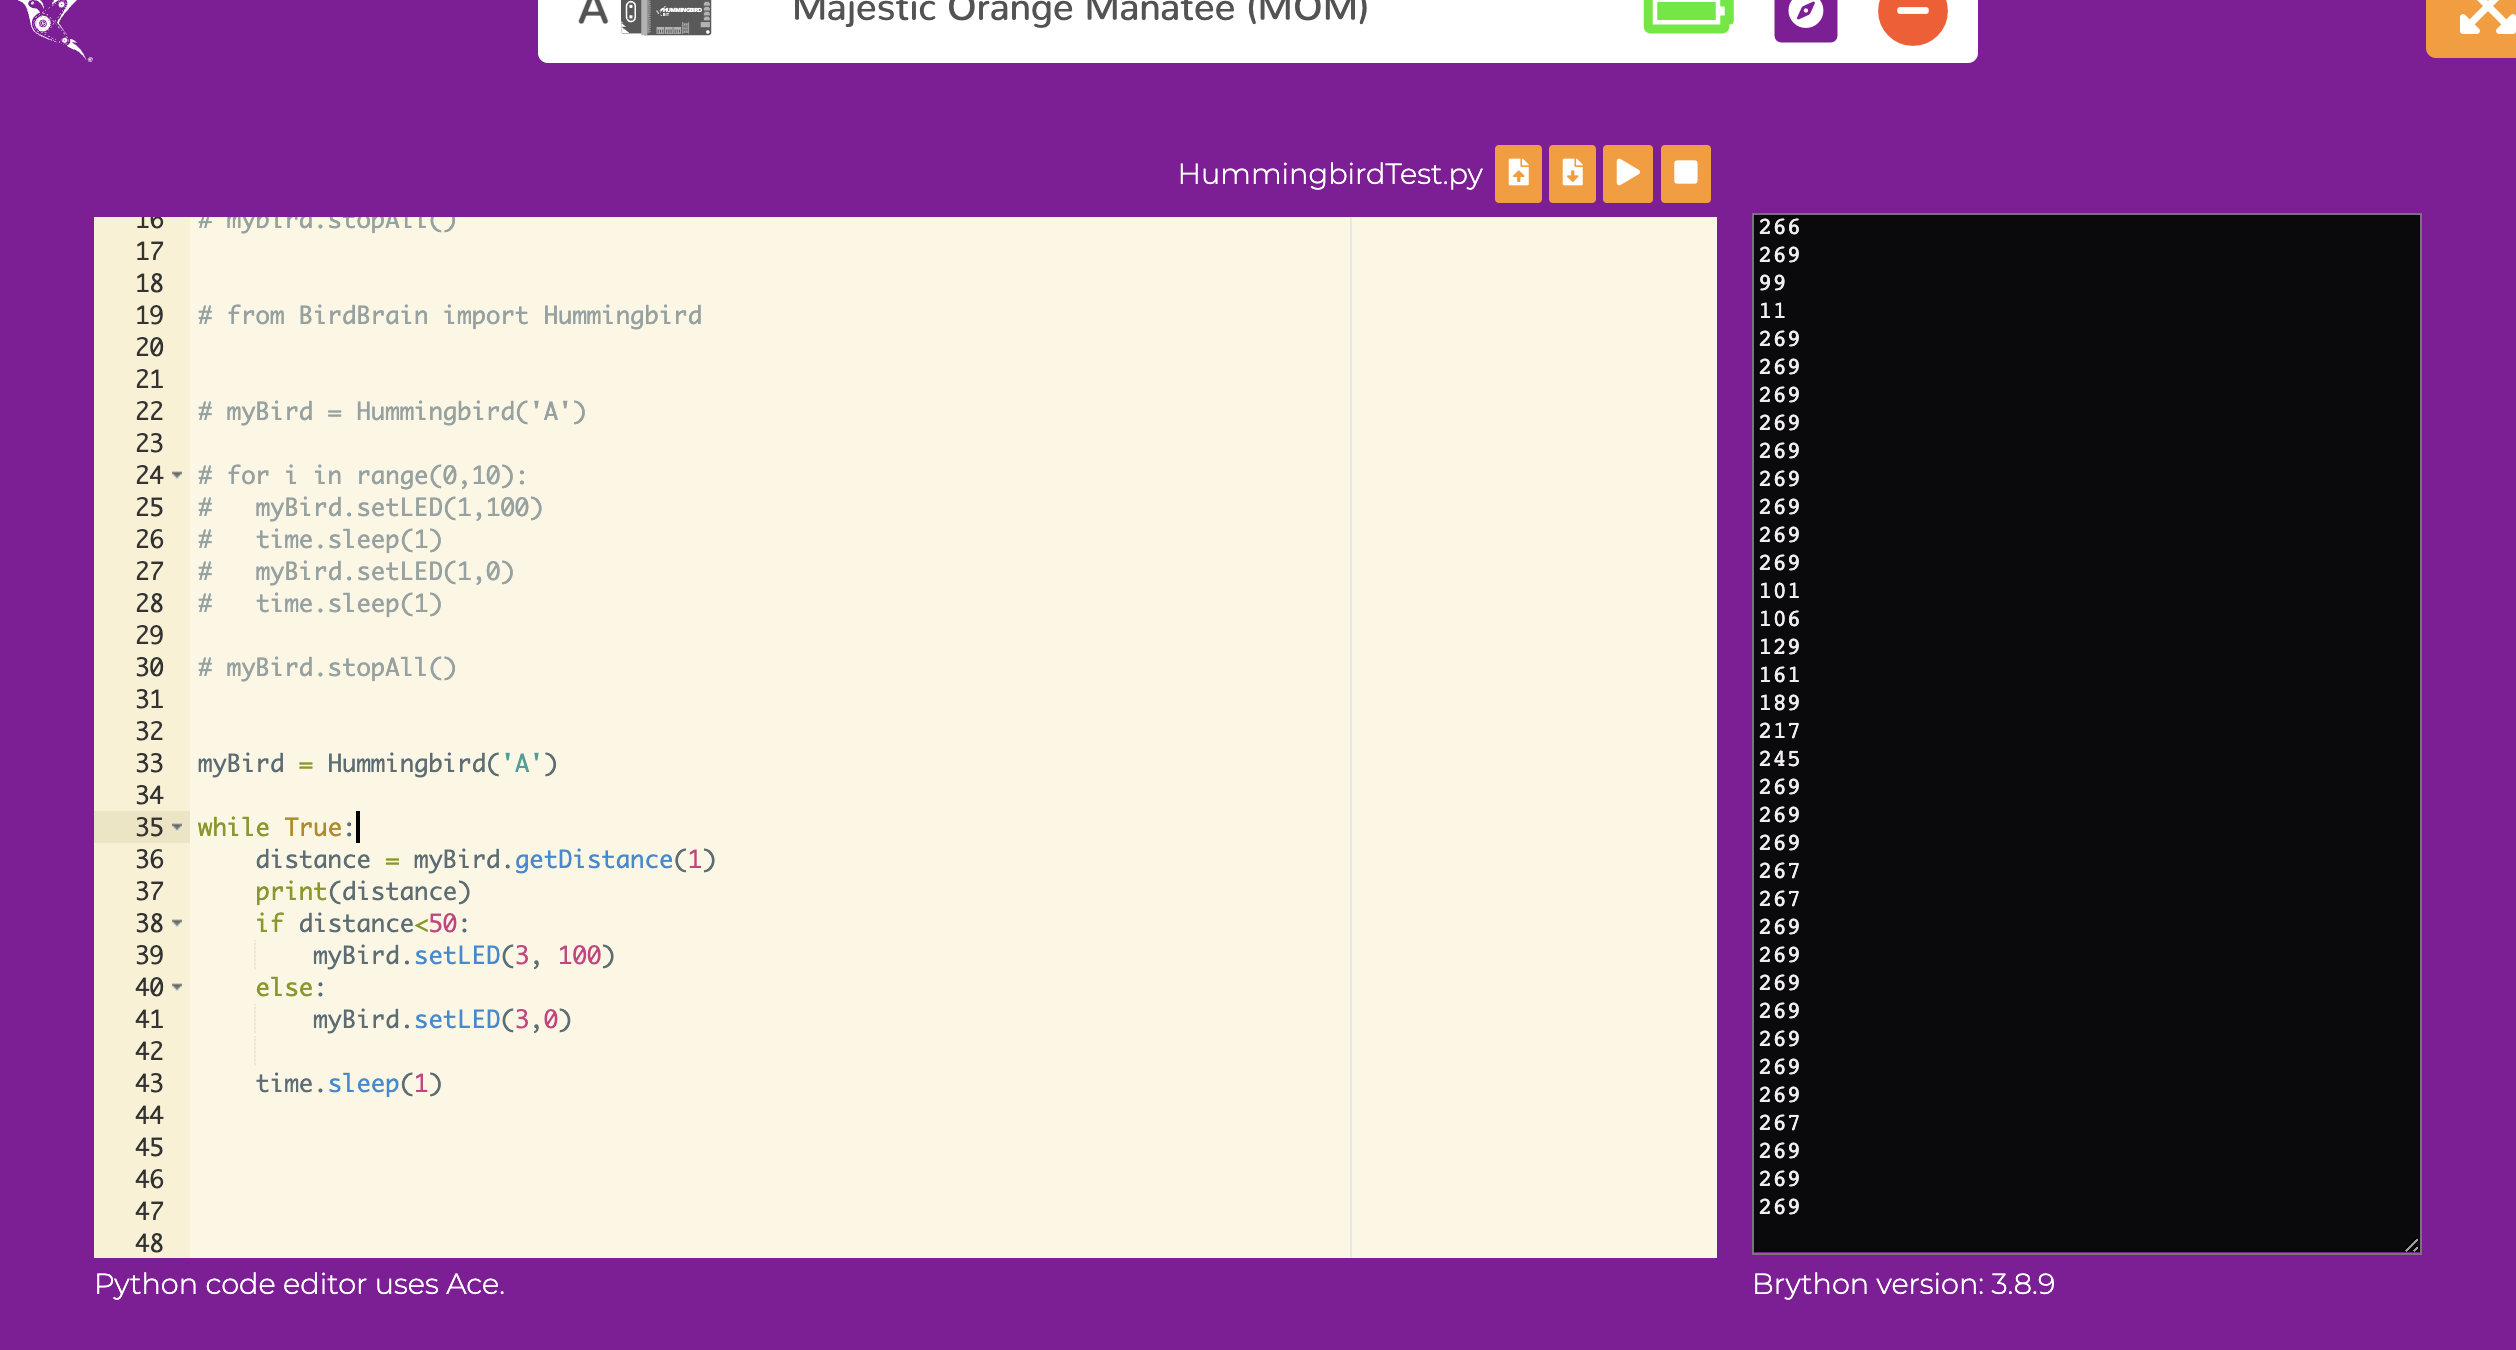 A
HUMMINGBIRD
Majestic Orange Manatee (MOM)
HummingbirdTest.py
16 # myBird.stopAll()
17
18
19 # from BirdBrain import Hummingbird
20
21
22 # myBird = Hummingbird('A')
23
24 # for i in range(0,10):
25 #   myBird.setLED(1,100)
26 #   time.sleep(1)
27 #   myBird.setLED(1,0)
28 #   time.sleep(1)
29
30 # myBird.stopAll()
31
32
33 myBird = Hummingbird('A')
34
35 while True:
36     distance = myBird.getDistance(1)
37     print(distance)
38     if distance<50:
39         myBird.setLED(3, 100)
40     else:
41         myBird.setLED(3,0)
42
43     time.sleep(1)
44
45
46
47
48
Python code editor uses Ace.
266
269
99
11
269
269
269
269
269
269
269
269
269
101
106
129
161
189
217
245
269
269
269
267
267
269
269
269
269
269
269
269
267
269
269
269
Brython version: 3.8.9